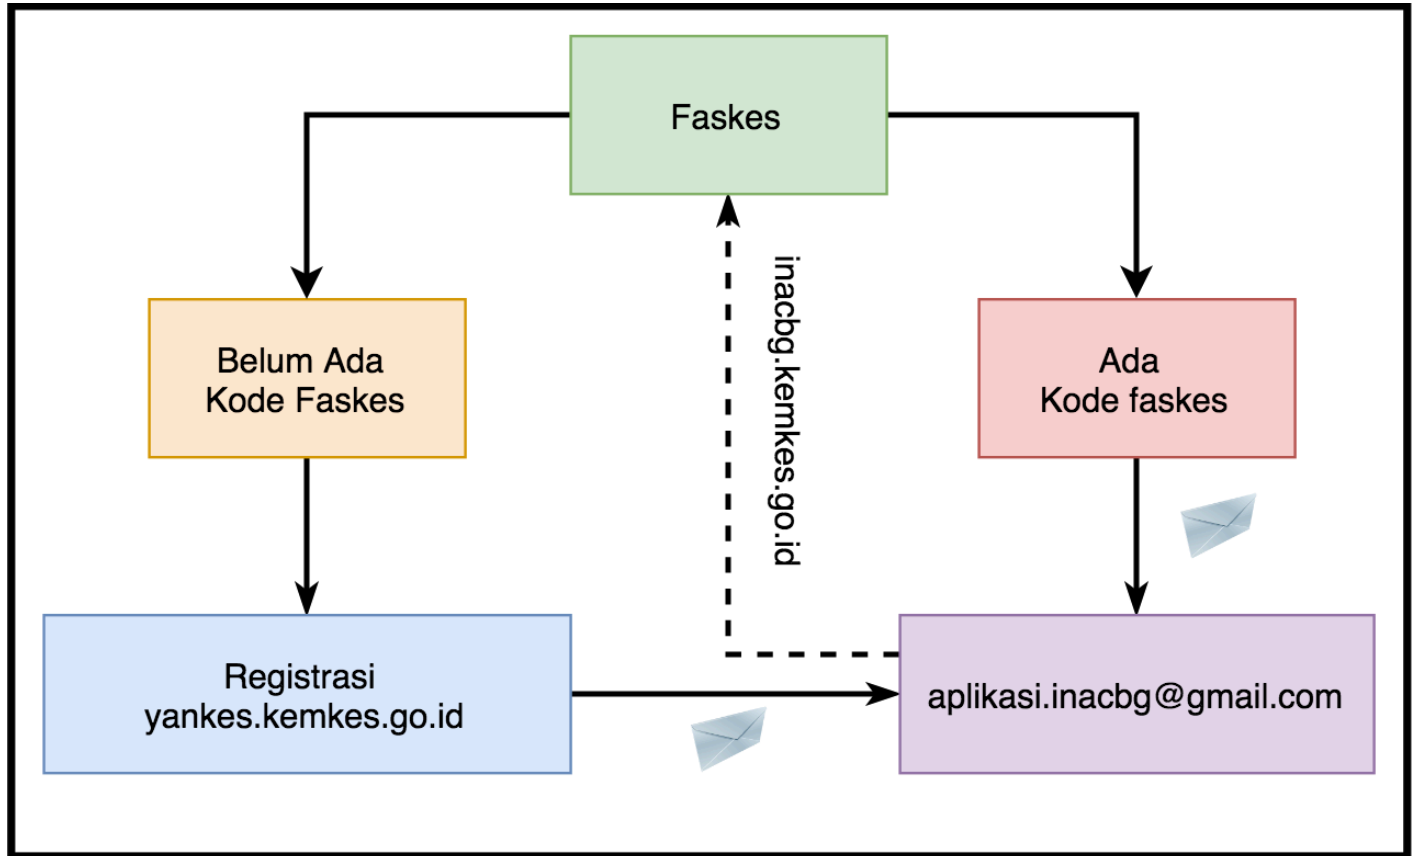 Faskes
Belum Ada
Kode Faskes
inacbg.kemkes.go.id
Ada
Kode faskes
Registrasi
yankes.kemkes.go.id
aplikasi.inacbg@gmail.com